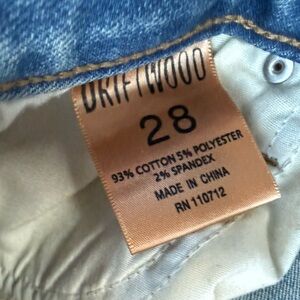 DRIFTWOOD
28
93% COTTON 5% POLYESTER
2% SPANDEX
MADE IN CHINA
RN 110712